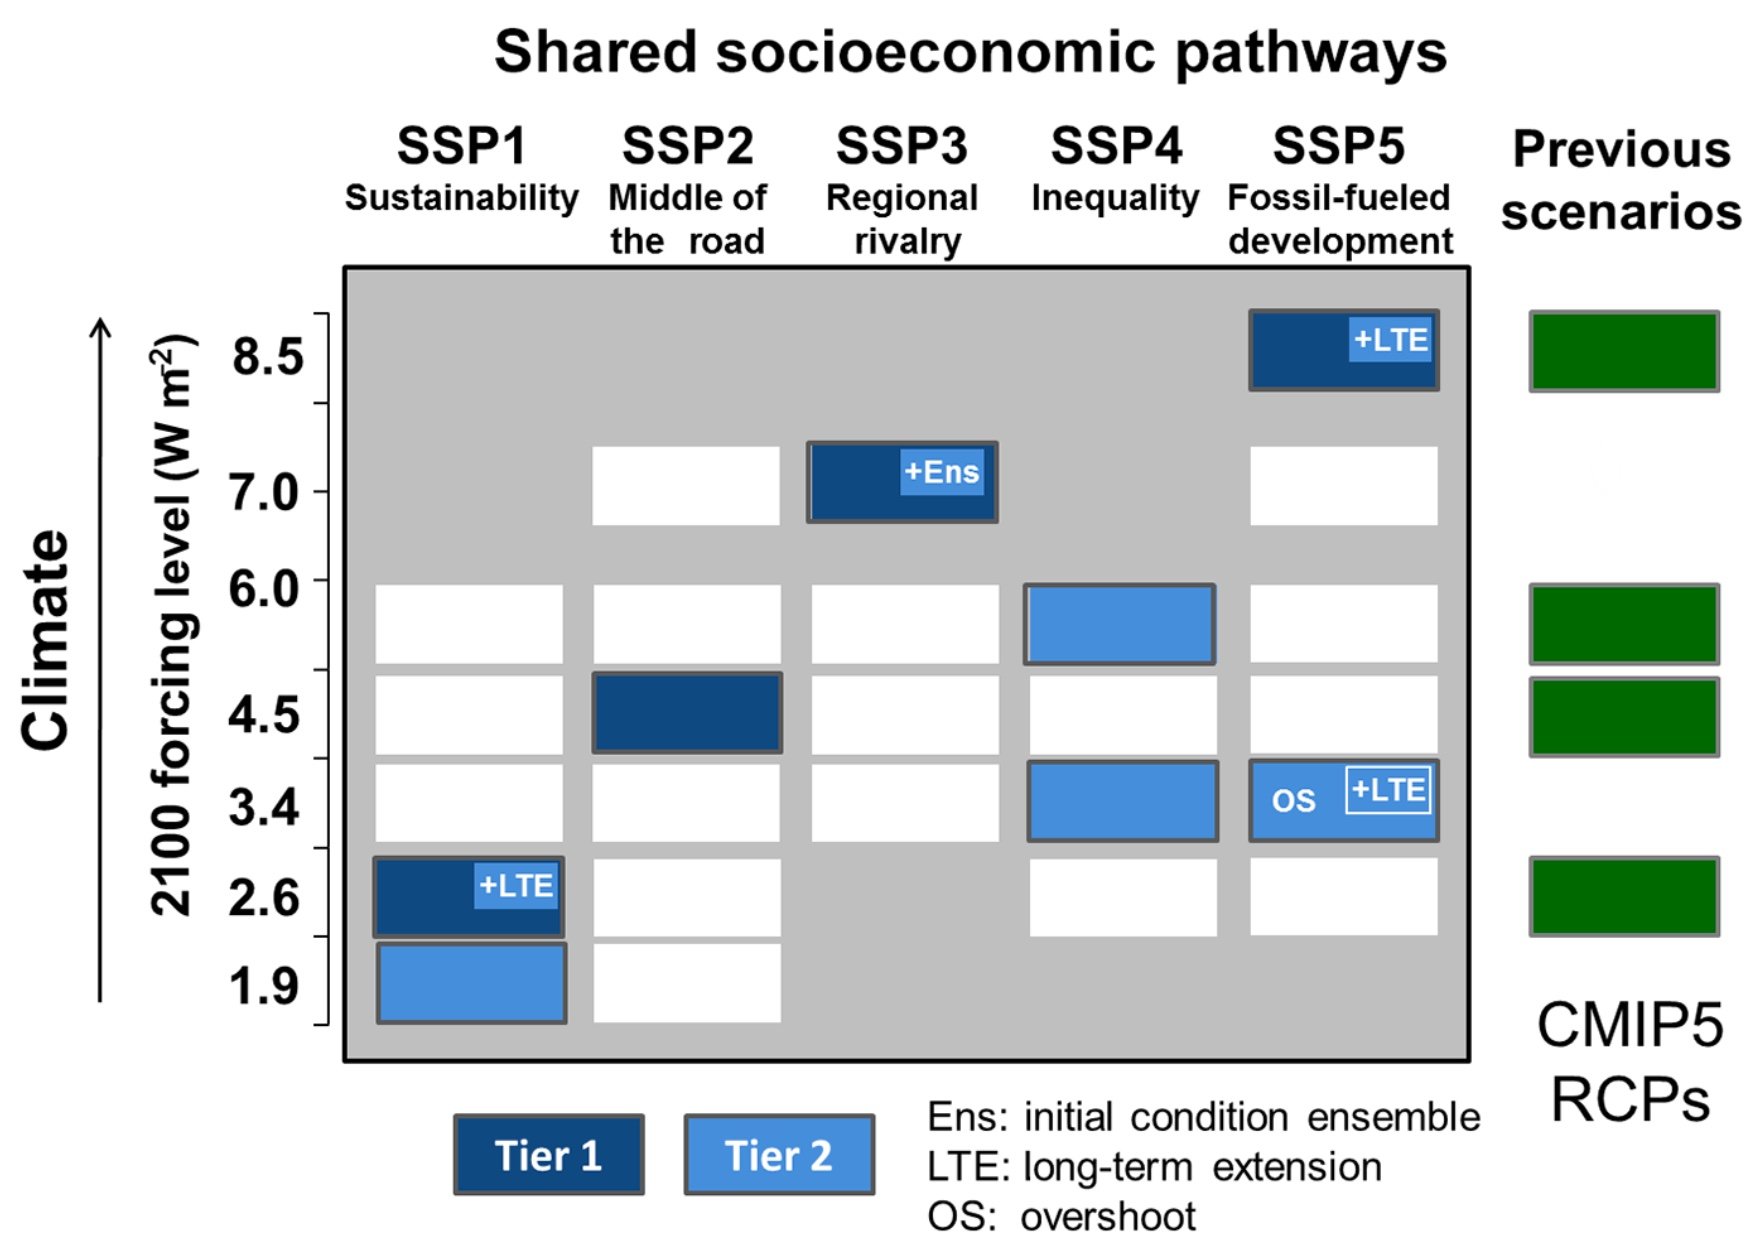 Shared socioeconomic pathways
SSP1
Sustainability
SSP2
Middle of
the road
SSP3
Regional
rivalry
SSP4
Inequality
SSP5
Fossil-fueled
development
Previous
scenarios
Climate
2100 forcing level (W m⁻²)
8.5
+LTE
7.0
+Ens
6.0
4.5
3.4
OS +LTE
2.6
+LTE
1.9
CMIP5
RCPs
Tier 1
Tier 2
Ens: initial condition ensemble
LTE: long-term extension
OS: overshoot